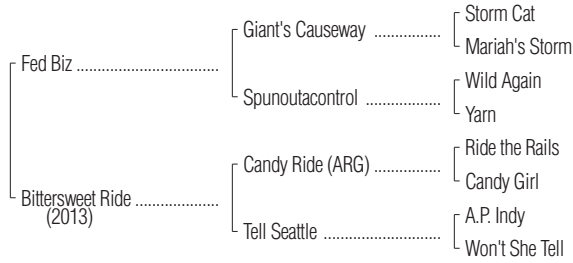 Storm Cat
Giant's Causeway ..................
Mariah's Storm
Fed Biz ................................
Wild Again
Spunoutacontrol .................
Yarn
Ride the Rails
Candy Ride (ARG) ...............
Candy Girl
Bittersweet Ride ...................
(2013)
A.P. Indy
Tell Seattle ..........................
Won't She Tell